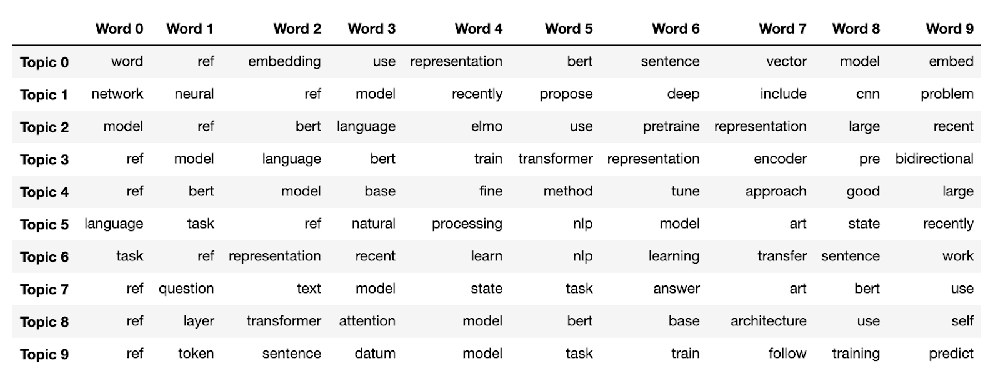 Word 0 Word 1 Word 2 Word 3 Word 4 Word 5 Word 6 Word 7 Word 8 Word 9
Topic 0 word ref embedding use representation bert sentence vector model embed
Topic 1 network neural ref model recently propose deep include cnn problem
Topic 2 model ref bert language elmo use pretraine representation large recent
Topic 3 ref model language bert train transformer representation encoder pre bidirectional
Topic 4 ref bert model base fine method tune approach good large
Topic 5 language task ref natural processing nlp model art state recently
Topic 6 task ref representation recent learn nlp learning transfer sentence work
Topic 7 ref question text model state task answer art bert use
Topic 8 ref layer transformer attention model bert base architecture use self
Topic 9 ref token sentence datum model task train follow training predict